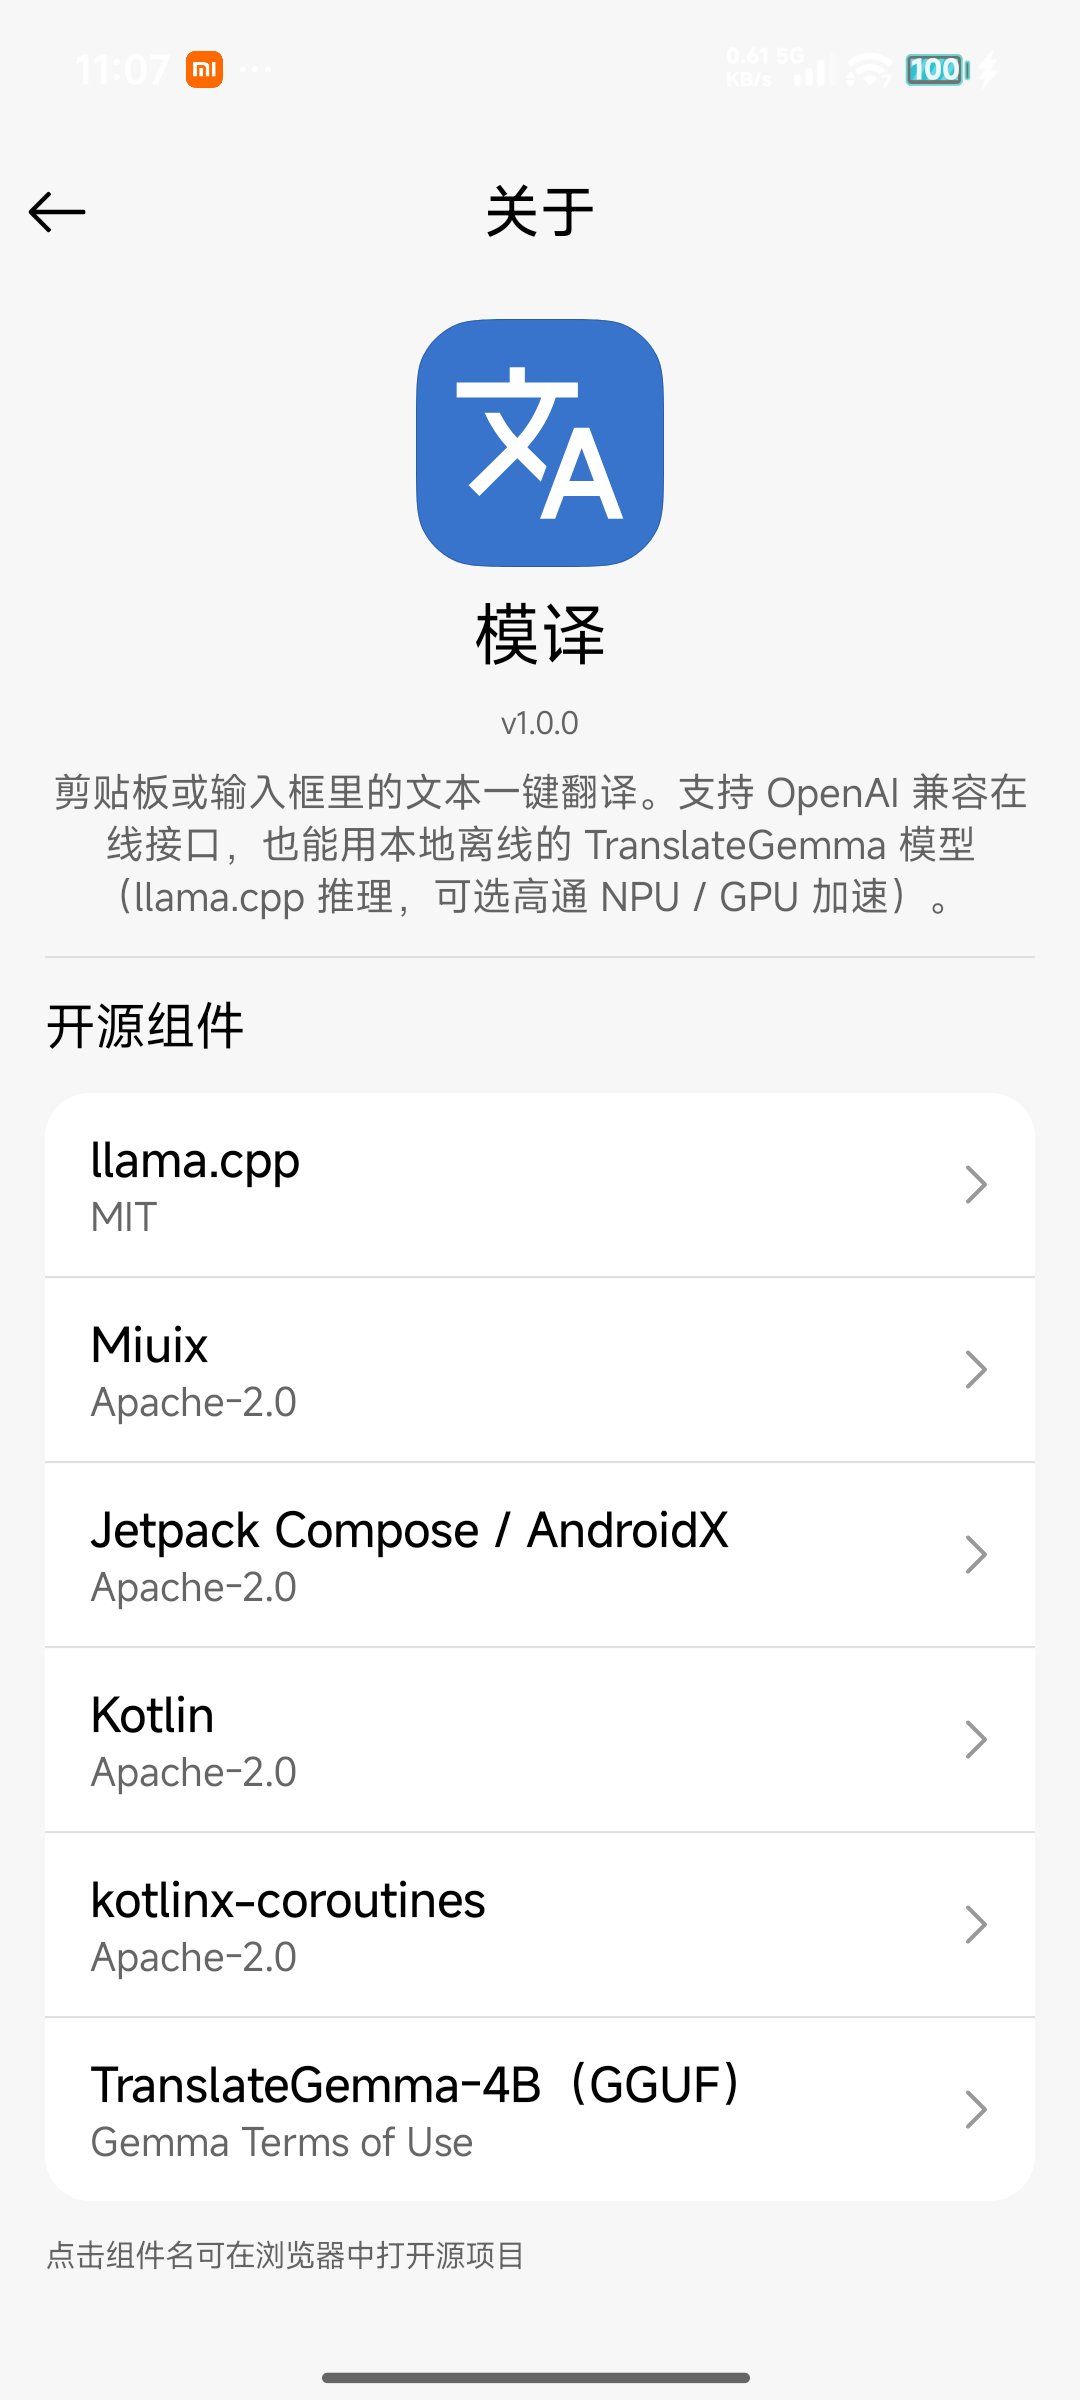 11:07
0.61 5G
KB/s
100
关于
文A
模译
v1.0.0
剪贴板或输入框里的文本一键翻译。支持 OpenAI 兼容在
线接口，也能用本地离线的 TranslateGemma 模型
（llama.cpp 推理，可选高通 NPU / GPU 加速）。
开源组件
llama.cpp
MIT
Miuix
Apache-2.0
Jetpack Compose / AndroidX
Apache-2.0
Kotlin
Apache-2.0
kotlinx-coroutines
Apache-2.0
TranslateGemma-4B（GGUF）
Gemma Terms of Use
点击组件名可在浏览器中打开源项目